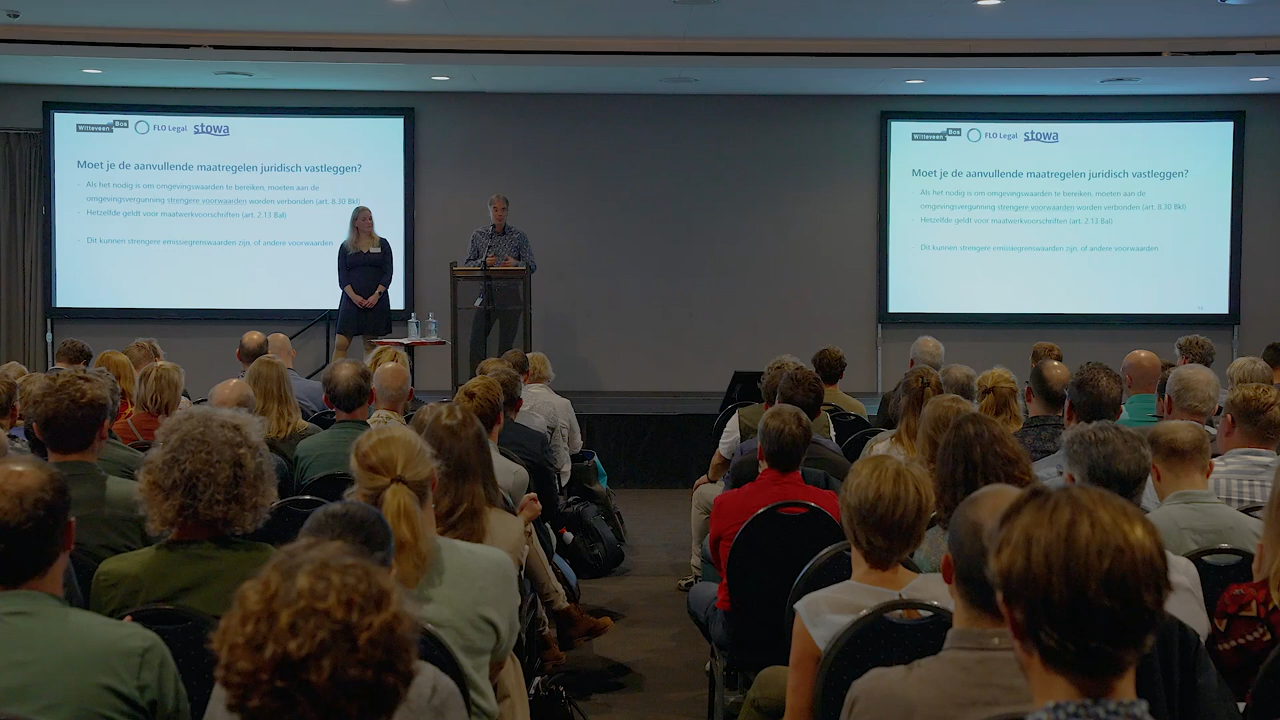 Witteveen Bos FLO Legal stowa
Moet je de aanvullende maatregelen juridisch vastleggen?
- Als het nodig is om omgevingswaarden te bereiken, moeten aan de
omgevingsvergunning strengere voorwaarden worden verbonden (art. 8.30 Bkl)
- Hetzelfde geldt voor maatwerkvoorschriften (art. 2.13 Bal)
- Dit kunnen strengere emissiegrenswaarden zijn, of andere voorwaarden
Witteveen Bos FLO Legal stowa
Moet je de aanvullende maatregelen juridisch vastleggen?
- Als het nodig is om omgevingswaarden te bereiken, moeten aan de
omgevingsvergunning strengere voorwaarden worden verbonden (art. 8.30 Bkl)
- Hetzelfde geldt voor maatwerkvoorschriften (art. 2.13 Bal)
- Dit kunnen strengere emissiegrenswaarden zijn, of andere voorwaarden